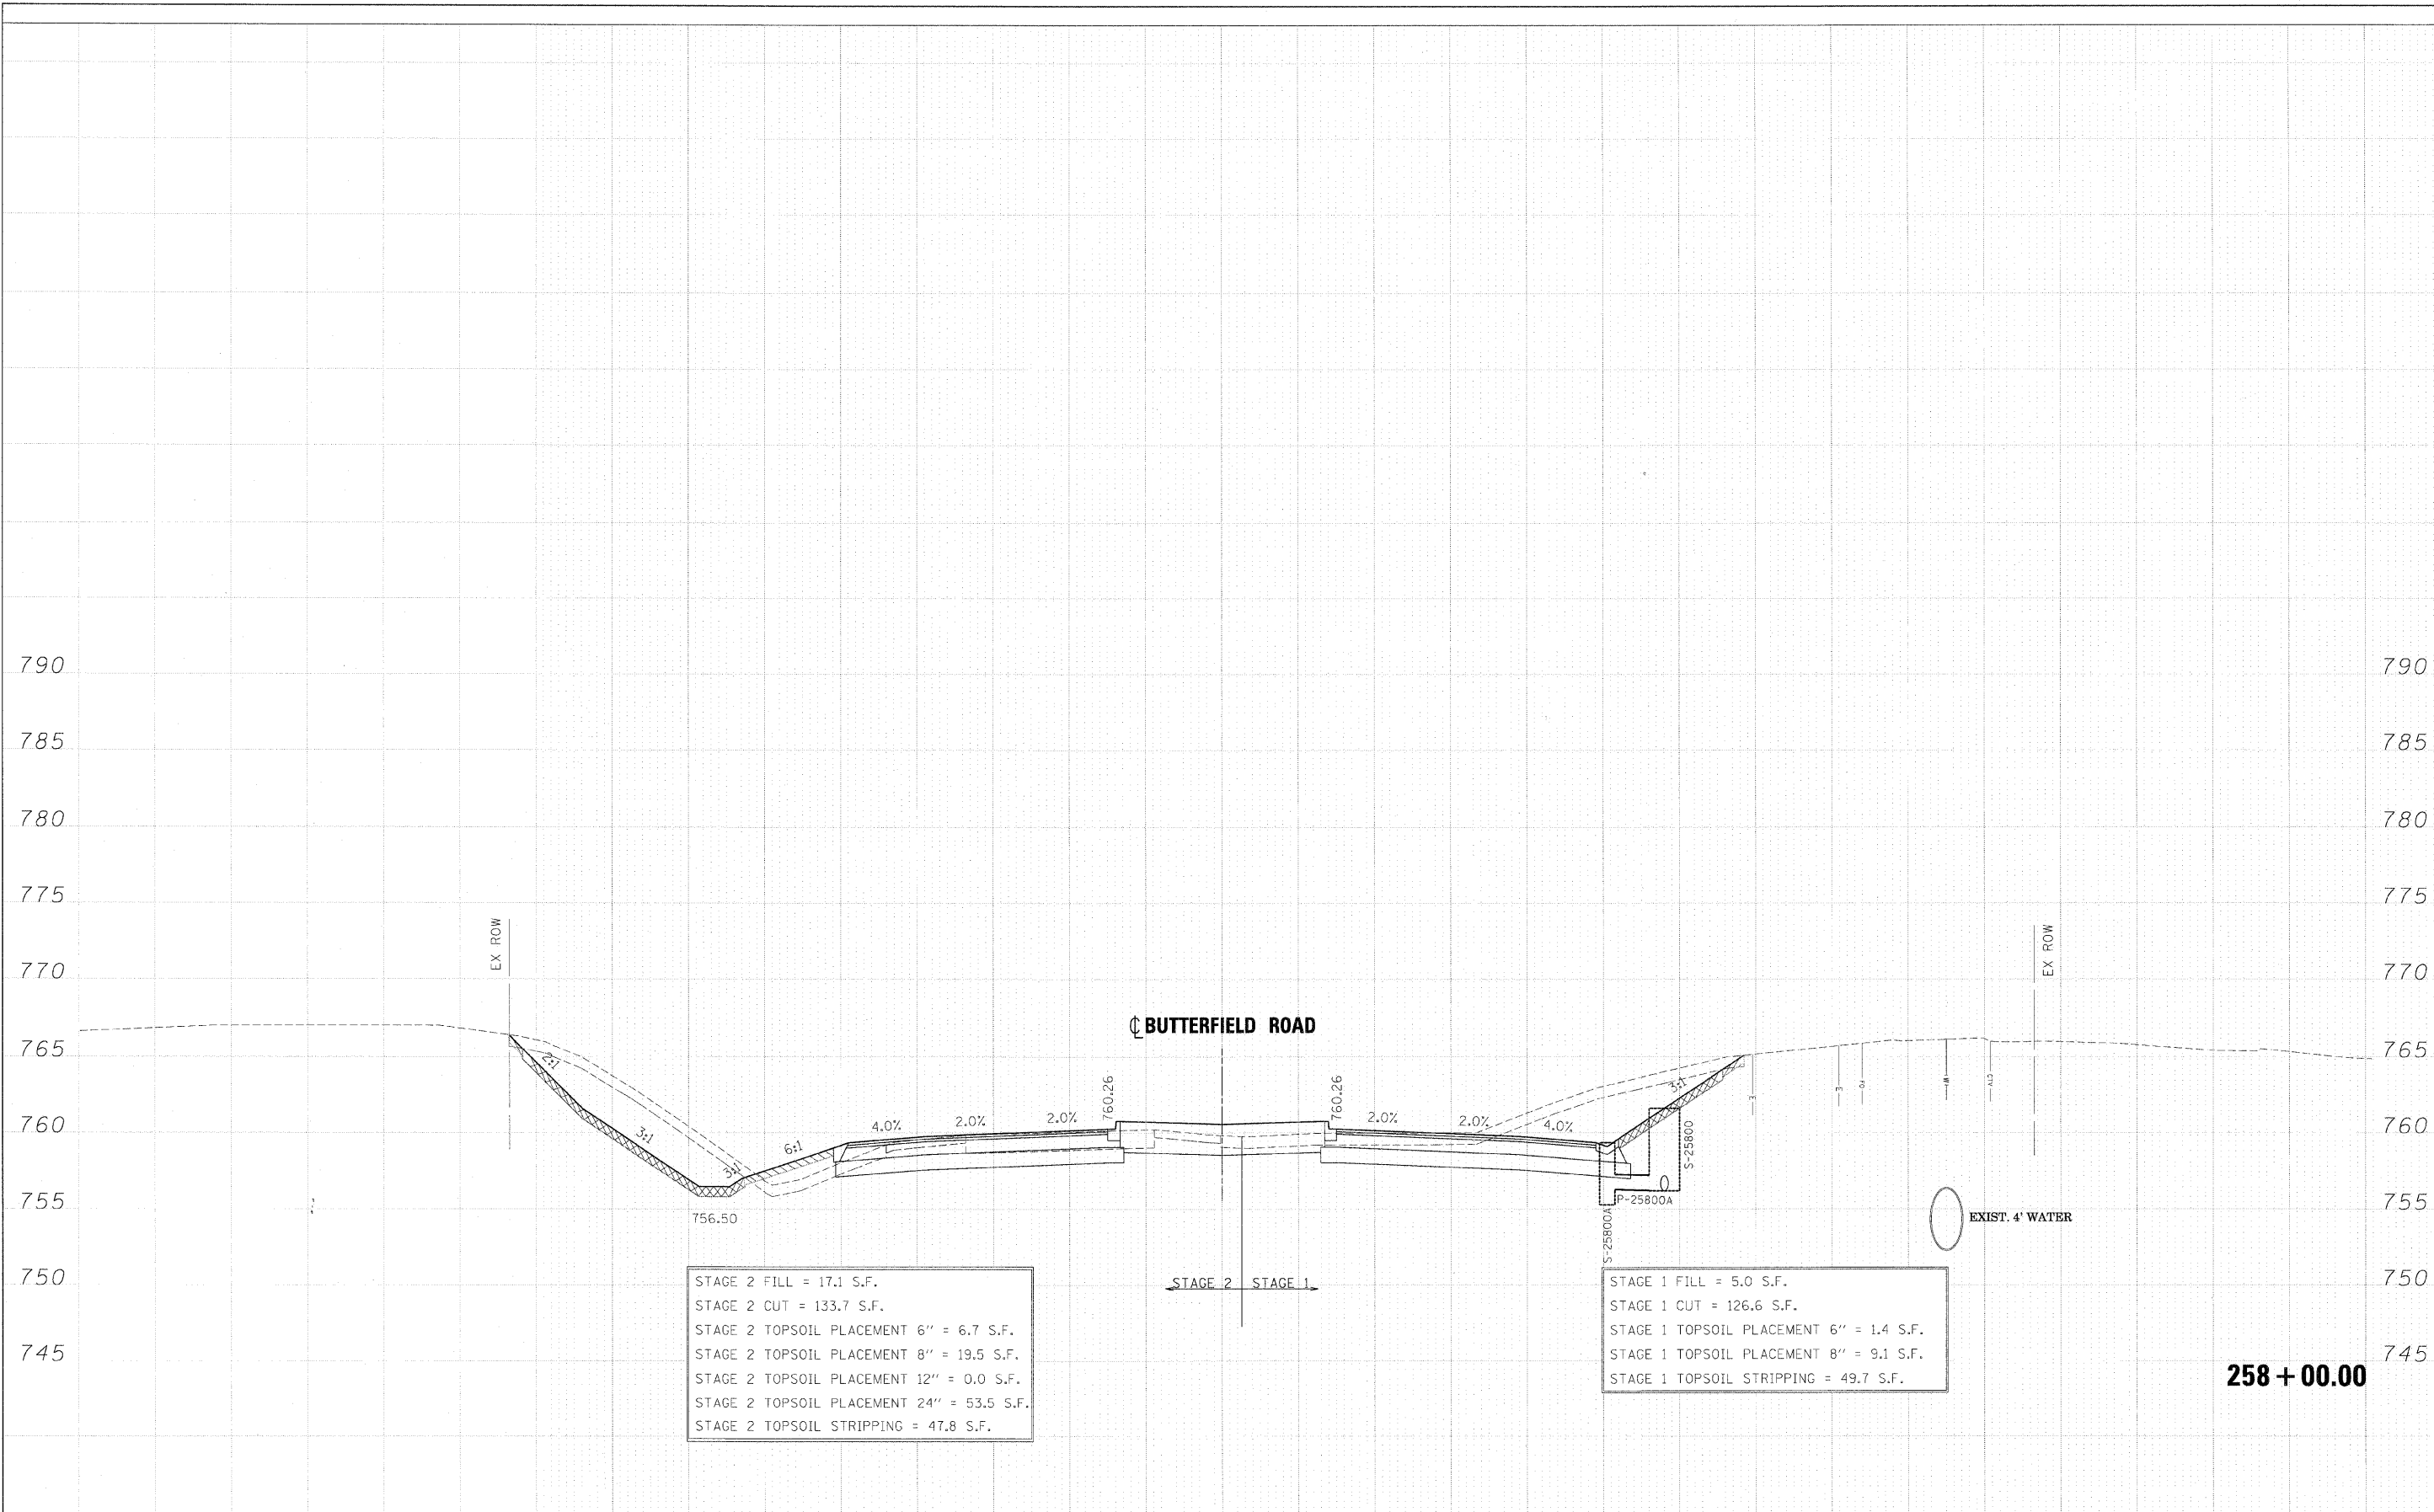 790 790
785 785
780 780
775 775
EX ROW
EX ROW
770 770
℄ BUTTERFIELD ROAD
765 765
2:1
3:1
3:1
6:1
4.0%
2.0%
2.0%
760.26
760.26
2.0%
2.0%
4.0%
3:1
E
E
FO
W
CTV
760 760
S-25800
P-25800A
S-25800A
755 755
756.50
EXIST. 4' WATER
750 750
STAGE 2 STAGE 1
STAGE 2 FILL = 17.1 S.F.
STAGE 2 CUT = 133.7 S.F.
STAGE 2 TOPSOIL PLACEMENT 6" = 6.7 S.F.
STAGE 2 TOPSOIL PLACEMENT 8" = 19.5 S.F.
STAGE 2 TOPSOIL PLACEMENT 12" = 0.0 S.F.
STAGE 2 TOPSOIL PLACEMENT 24" = 53.5 S.F.
STAGE 2 TOPSOIL STRIPPING = 47.8 S.F.
STAGE 1 FILL = 5.0 S.F.
STAGE 1 CUT = 126.6 S.F.
STAGE 1 TOPSOIL PLACEMENT 6" = 1.4 S.F.
STAGE 1 TOPSOIL PLACEMENT 8" = 9.1 S.F.
STAGE 1 TOPSOIL STRIPPING = 49.7 S.F.
745 745
258+00.00